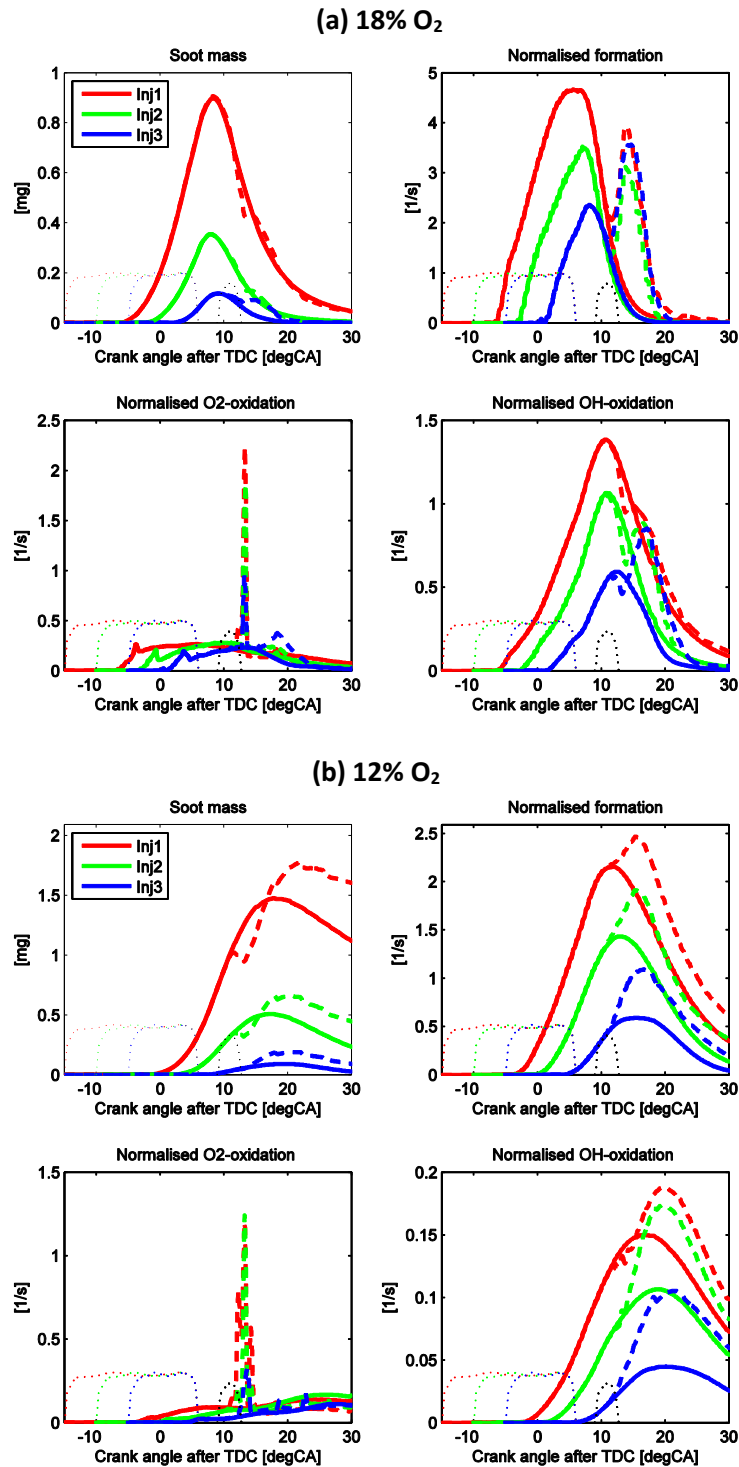 (a) 18% O₂
Soot mass
1
0.8
0.6
0.4
0.2
0
[mg]
Inj1
Inj2
Inj3
-10 0 10 20 30
Crank angle after TDC [degCA]
Normalised formation
5
4
3
2
1
0
[1/s]
-10 0 10 20 30
Crank angle after TDC [degCA]
Normalised O2-oxidation
2.5
2
1.5
1
0.5
0
[1/s]
-10 0 10 20 30
Crank angle after TDC [degCA]
Normalised OH-oxidation
1.5
1
0.5
0
[1/s]
-10 0 10 20 30
Crank angle after TDC [degCA]
(b) 12% O₂
Soot mass
2
1.5
1
0.5
0
[mg]
Inj1
Inj2
Inj3
-10 0 10 20 30
Crank angle after TDC [degCA]
Normalised formation
2.5
2
1.5
1
0.5
0
[1/s]
-10 0 10 20 30
Crank angle after TDC [degCA]
Normalised O2-oxidation
1.5
1
0.5
0
[1/s]
-10 0 10 20 30
Crank angle after TDC [degCA]
Normalised OH-oxidation
0.2
0.15
0.1
0.05
0
[1/s]
-10 0 10 20 30
Crank angle after TDC [degCA]